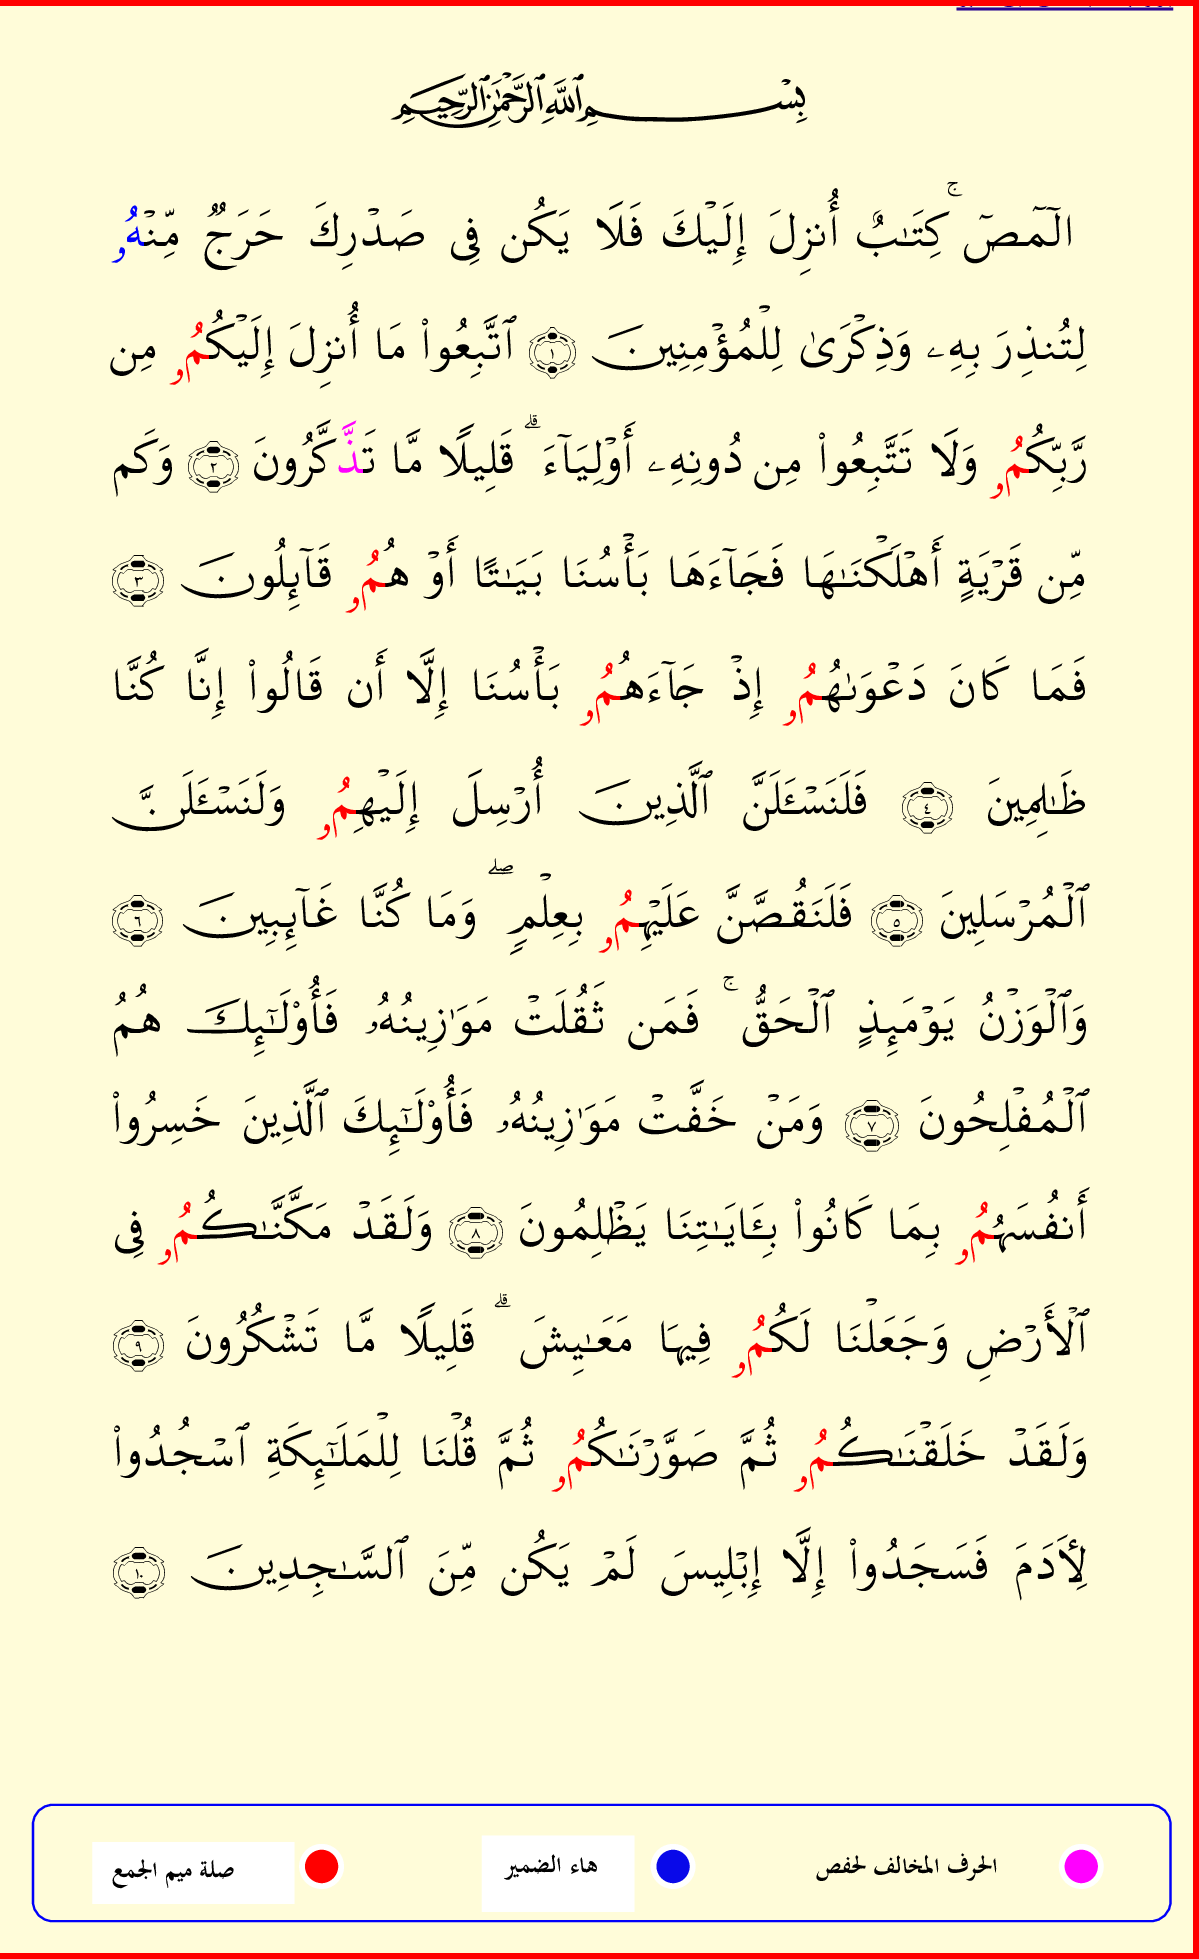 بِسْمِ ٱللَّهِ ٱلرَّحْمَٰنِ ٱلرَّحِيمِ
الٓمٓصٓ ۚ كِتَٰبٌ أُنزِلَ إِلَيْكَ فَلَا يَكُن فِى صَدْرِكَ حَرَجٌ مِّنْهُۥ
لِتُنذِرَ بِهِۦ وَذِكْرَىٰ لِلْمُؤْمِنِينَ ١ ٱتَّبِعُوا۟ مَا أُنزِلَ إِلَيْكُمُۥ مِن
رَّبِّكُمُۥ وَلَا تَتَّبِعُوا۟ مِن دُونِهِۦ أَوْلِيَآءَ ۗ قَلِيلًا مَّا تَذَّكَّرُونَ ٢ وَكَم
مِّن قَرْيَةٍ أَهْلَكْنَٰهَا فَجَآءَهَا بَأْسُنَا بَيَٰتًا أَوْ هُمُۥ قَآئِلُونَ ٣
فَمَا كَانَ دَعْوَىٰهُمُۥ إِذْ جَآءَهُمُۥ بَأْسُنَا إِلَّا أَن قَالُوا۟ إِنَّا كُنَّا
ظَٰلِمِينَ ٤ فَلَنَسْـَٔلَنَّ ٱلَّذِينَ أُرْسِلَ إِلَيْهِمُۥ وَلَنَسْـَٔلَنَّ
ٱلْمُرْسَلِينَ ٥ فَلَنَقُصَّنَّ عَلَيْهِمُۥ بِعِلْمٍ ۖ وَمَا كُنَّا غَآئِبِينَ ٦
وَٱلْوَزْنُ يَوْمَئِذٍ ٱلْحَقُّ ۚ فَمَن ثَقُلَتْ مَوَٰزِينُهُۥ فَأُو۟لَٰٓئِكَ هُمُ
ٱلْمُفْلِحُونَ ٧ وَمَنْ خَفَّتْ مَوَٰزِينُهُۥ فَأُو۟لَٰٓئِكَ ٱلَّذِينَ خَسِرُوا۟
أَنفُسَهُمُۥ بِمَا كَانُوا۟ بِـَٔايَٰتِنَا يَظْلِمُونَ ٨ وَلَقَدْ مَكَّنَّٰكُمُۥ فِى
ٱلْأَرْضِ وَجَعَلْنَا لَكُمُۥ فِيهَا مَعَٰيِشَ ۗ قَلِيلًا مَّا تَشْكُرُونَ ٩
وَلَقَدْ خَلَقْنَٰكُمُۥ ثُمَّ صَوَّرْنَٰكُمُۥ ثُمَّ قُلْنَا لِلْمَلَٰٓئِكَةِ ٱسْجُدُوا۟
لِأَدَمَ فَسَجَدُوا۟ إِلَّا إِبْلِيسَ لَمْ يَكُن مِّنَ ٱلسَّٰجِدِينَ ١٠
الحرف المخالف لحفص هاء الضمير صلة ميم الجمع